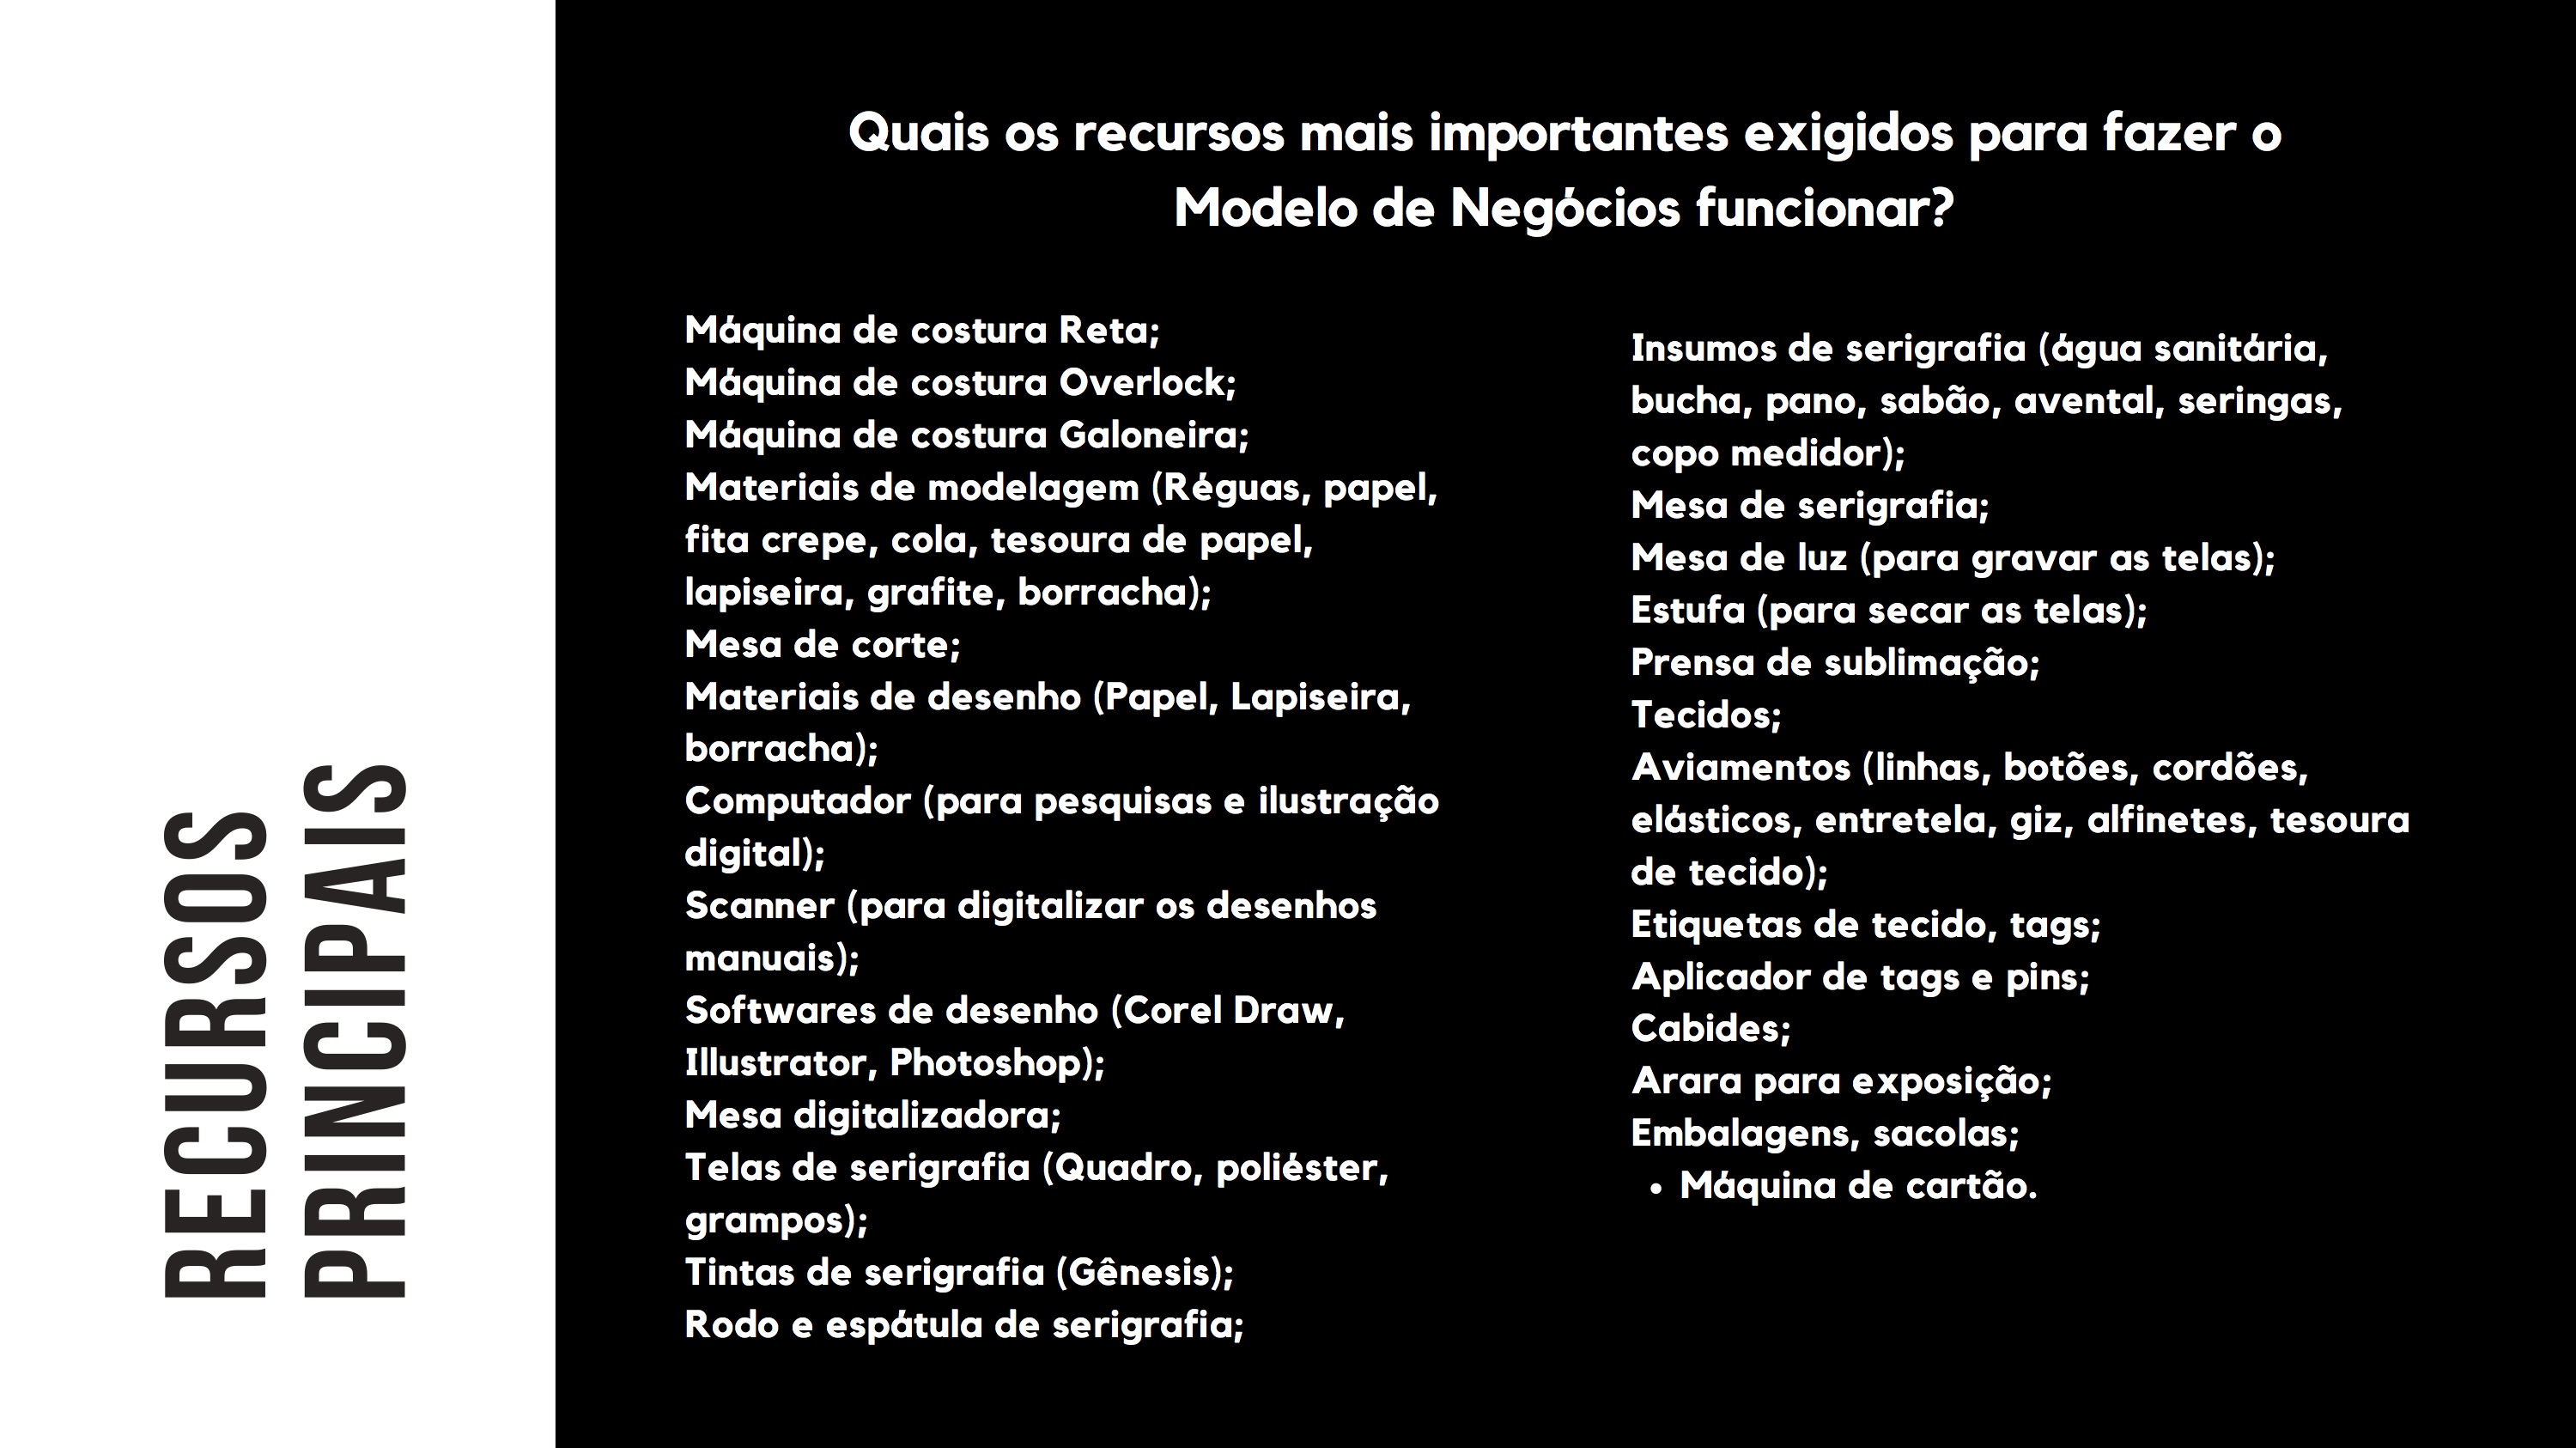 RECURSOS
PRINCIPAIS
Quais os recursos mais importantes exigidos para fazer o
Modelo de Negócios funcionar?
Máquina de costura Reta;
Máquina de costura Overlock;
Máquina de costura Galoneira;
Materiais de modelagem (Réguas, papel,
fita crepe, cola, tesoura de papel,
lapiseira, grafite, borracha);
Mesa de corte;
Materiais de desenho (Papel, Lapiseira,
borracha);
Computador (para pesquisas e ilustração
digital);
Scanner (para digitalizar os desenhos
manuais);
Softwares de desenho (Corel Draw,
Illustrator, Photoshop);
Mesa digitalizadora;
Telas de serigrafia (Quadro, poliéster,
grampos);
Tintas de serigrafia (Gênesis);
Rodo e espátula de serigrafia;
Insumos de serigrafia (água sanitária,
bucha, pano, sabão, avental, seringas,
copo medidor);
Mesa de serigrafia;
Mesa de luz (para gravar as telas);
Estufa (para secar as telas);
Prensa de sublimação;
Tecidos;
Aviamentos (linhas, botões, cordões,
elásticos, entretela, giz, alfinetes, tesoura
de tecido);
Etiquetas de tecido, tags;
Aplicador de tags e pins;
Cabides;
Arara para exposição;
Embalagens, sacolas;
• Máquina de cartão.